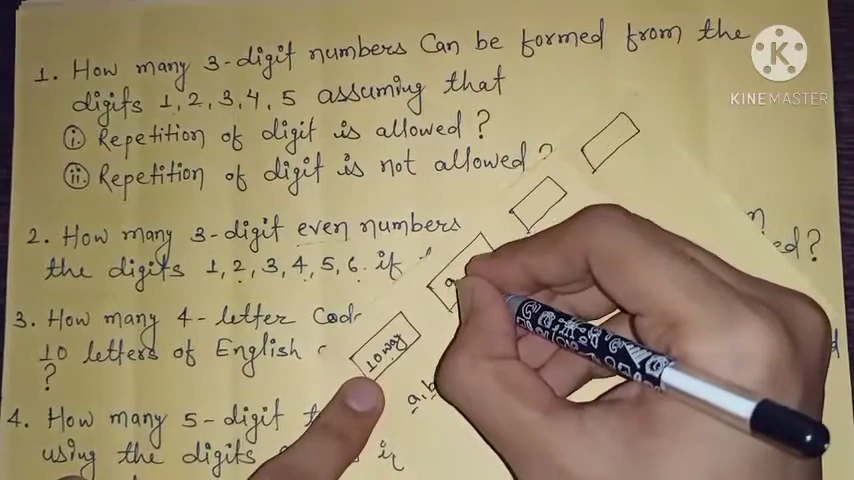 1. How many 3-digit numbers Can be formed from the
digits 1, 2, 3, 4, 5 assuming that
(i). Repetition of digit is allowed?
(ii). Repetition of digit is not allowed?
2. How many 3-digit even numbers
the digits 1, 2, 3, 4, 5, 6. if
ed?
3. How many 4-letter Cod
10 letters of English
?
4. How many 5-digit t
using the digits
a, b
KINEMASTER